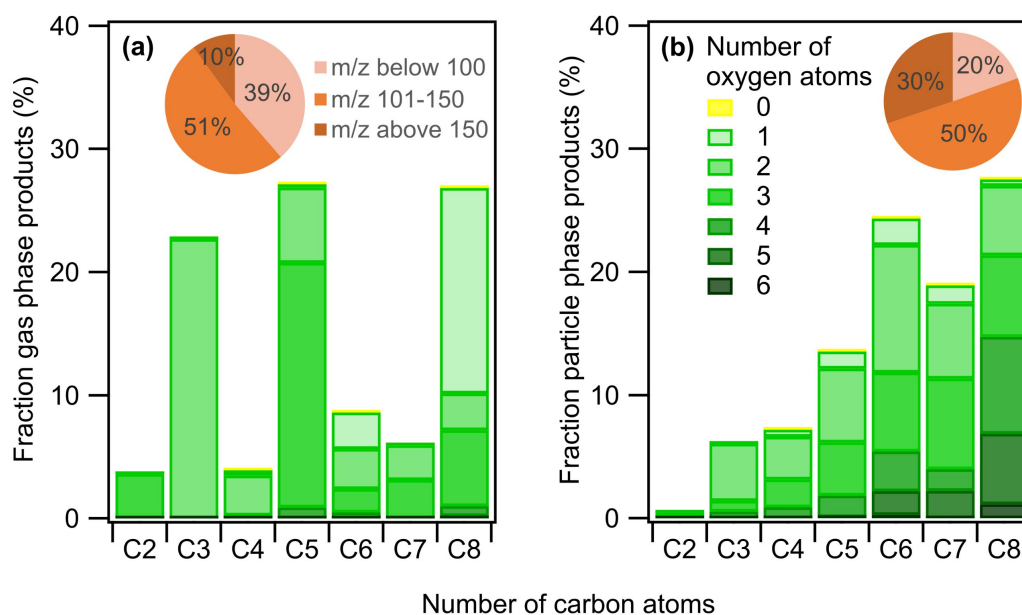 Fraction gas phase products (%)
40
30
20
10
0
(a)
10%
39%
51%
m/z below 100
m/z 101-150
m/z above 150
C2 C3 C4 C5 C6 C7 C8
Fraction particle phase products (%)
40
30
20
10
0
(b) Number of
oxygen atoms
0
1
2
3
4
5
6
20%
30%
50%
C2 C3 C4 C5 C6 C7 C8
Number of carbon atoms